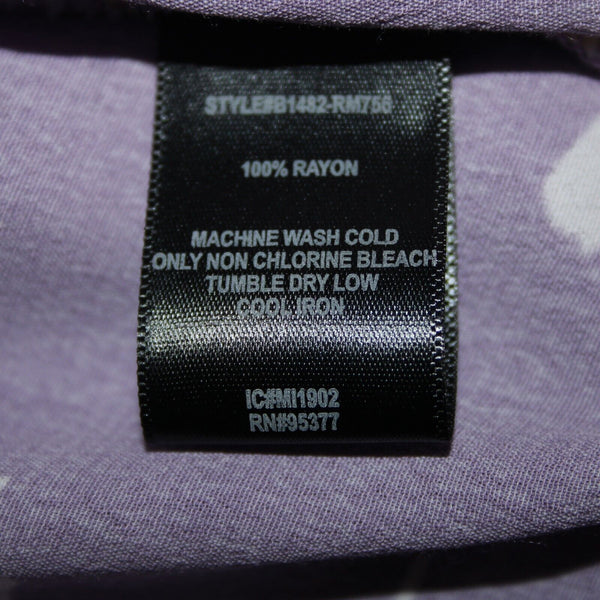 STYLE#B1482-RM756
100% RAYON
MACHINE WASH COLD
ONLY NON CHLORINE BLEACH
TUMBLE DRY LOW
COOL IRON
IC#MI1902
RN#95377